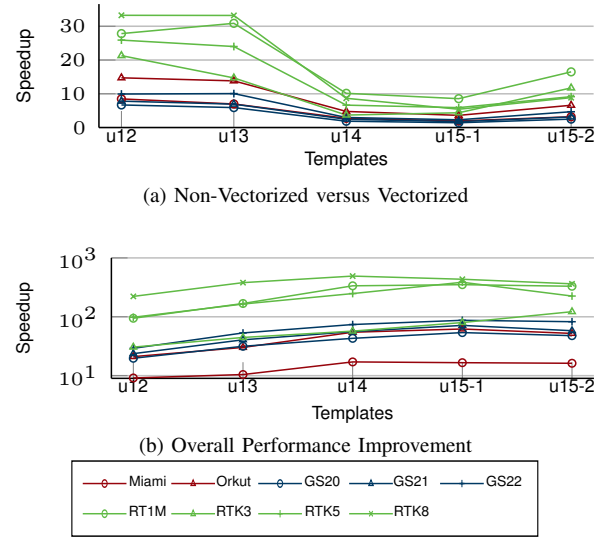 30
20
10
0
Speedup
u12 u13 u14 u15-1 u15-2
Templates
(a) Non-Vectorized versus Vectorized
10^3
10^2
10^1
Speedup
u12 u13 u14 u15-1 u15-2
Templates
(b) Overall Performance Improvement
Miami Orkut GS20 GS21 GS22
RT1M RTK3 RTK5 RTK8